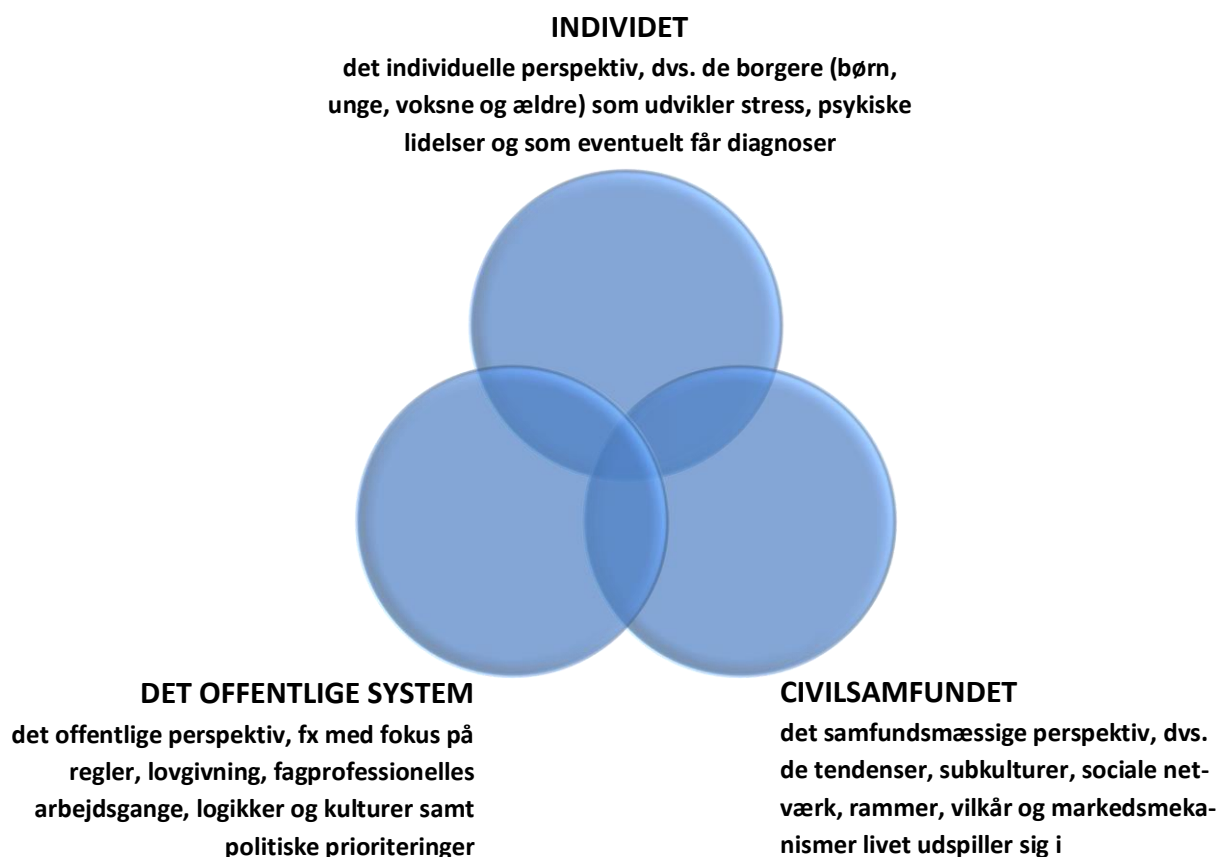 INDIVIDET
det individuelle perspektiv, dvs. de borgere (børn,
unge, voksne og ældre) som udvikler stress, psykiske
lidelser og som eventuelt får diagnoser
DET OFFENTLIGE SYSTEM
det offentlige perspektiv, fx med fokus på
regler, lovgivning, fagprofessionelles
arbejdsgange, logikker og kulturer samt
politiske prioriteringer
CIVILSAMFUNDET
det samfundsmæssige perspektiv, dvs.
de tendenser, subkulturer, sociale net-
værk, rammer, vilkår og markedsmeka-
nismer livet udspiller sig i